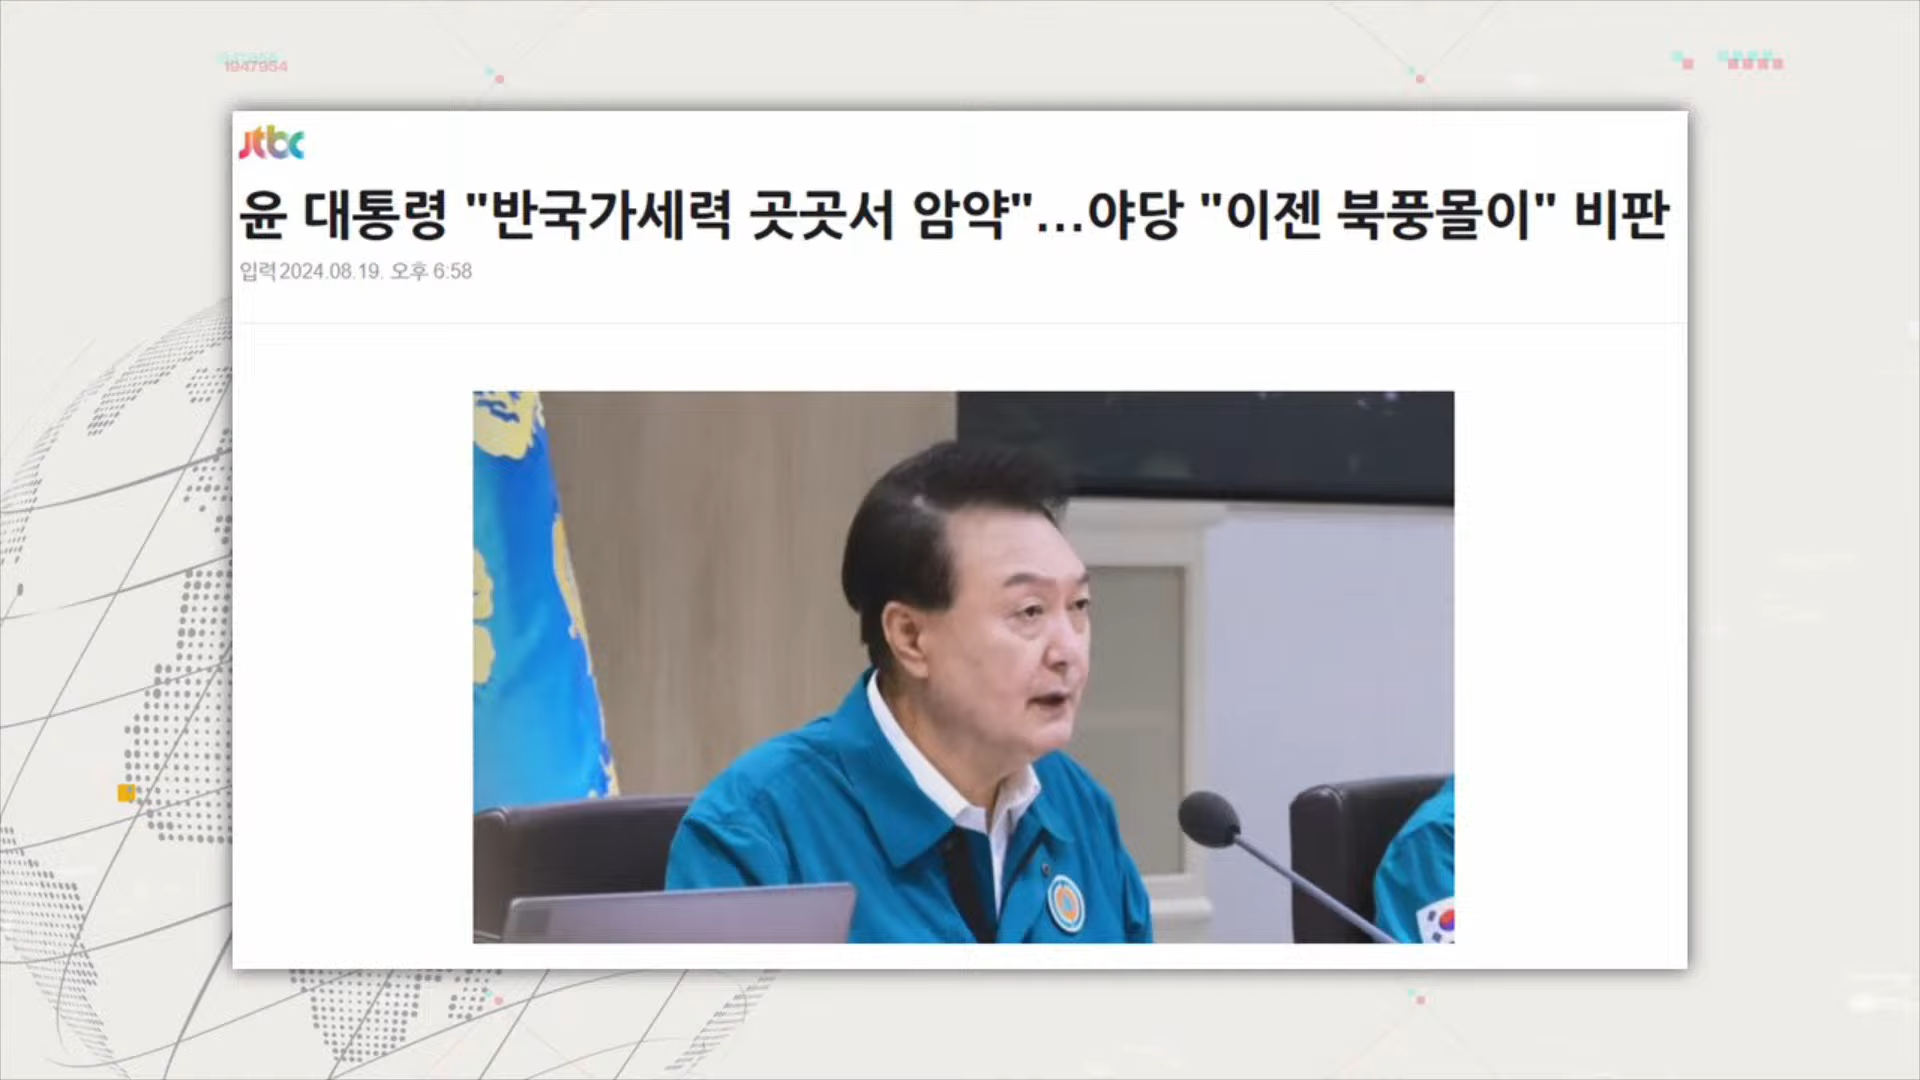 1947954
jtbc
윤 대통령 "반국가세력 곳곳서 암약"...야당 "이젠 북풍몰이" 비판
입력 2024.08.19. 오후 6:58